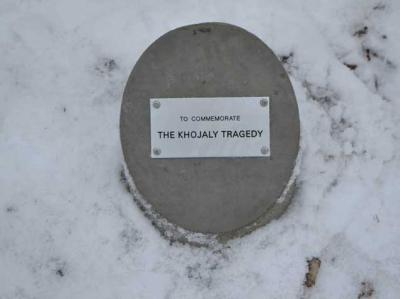 TO COMMEMORATE
THE KHOJALY TRAGEDY